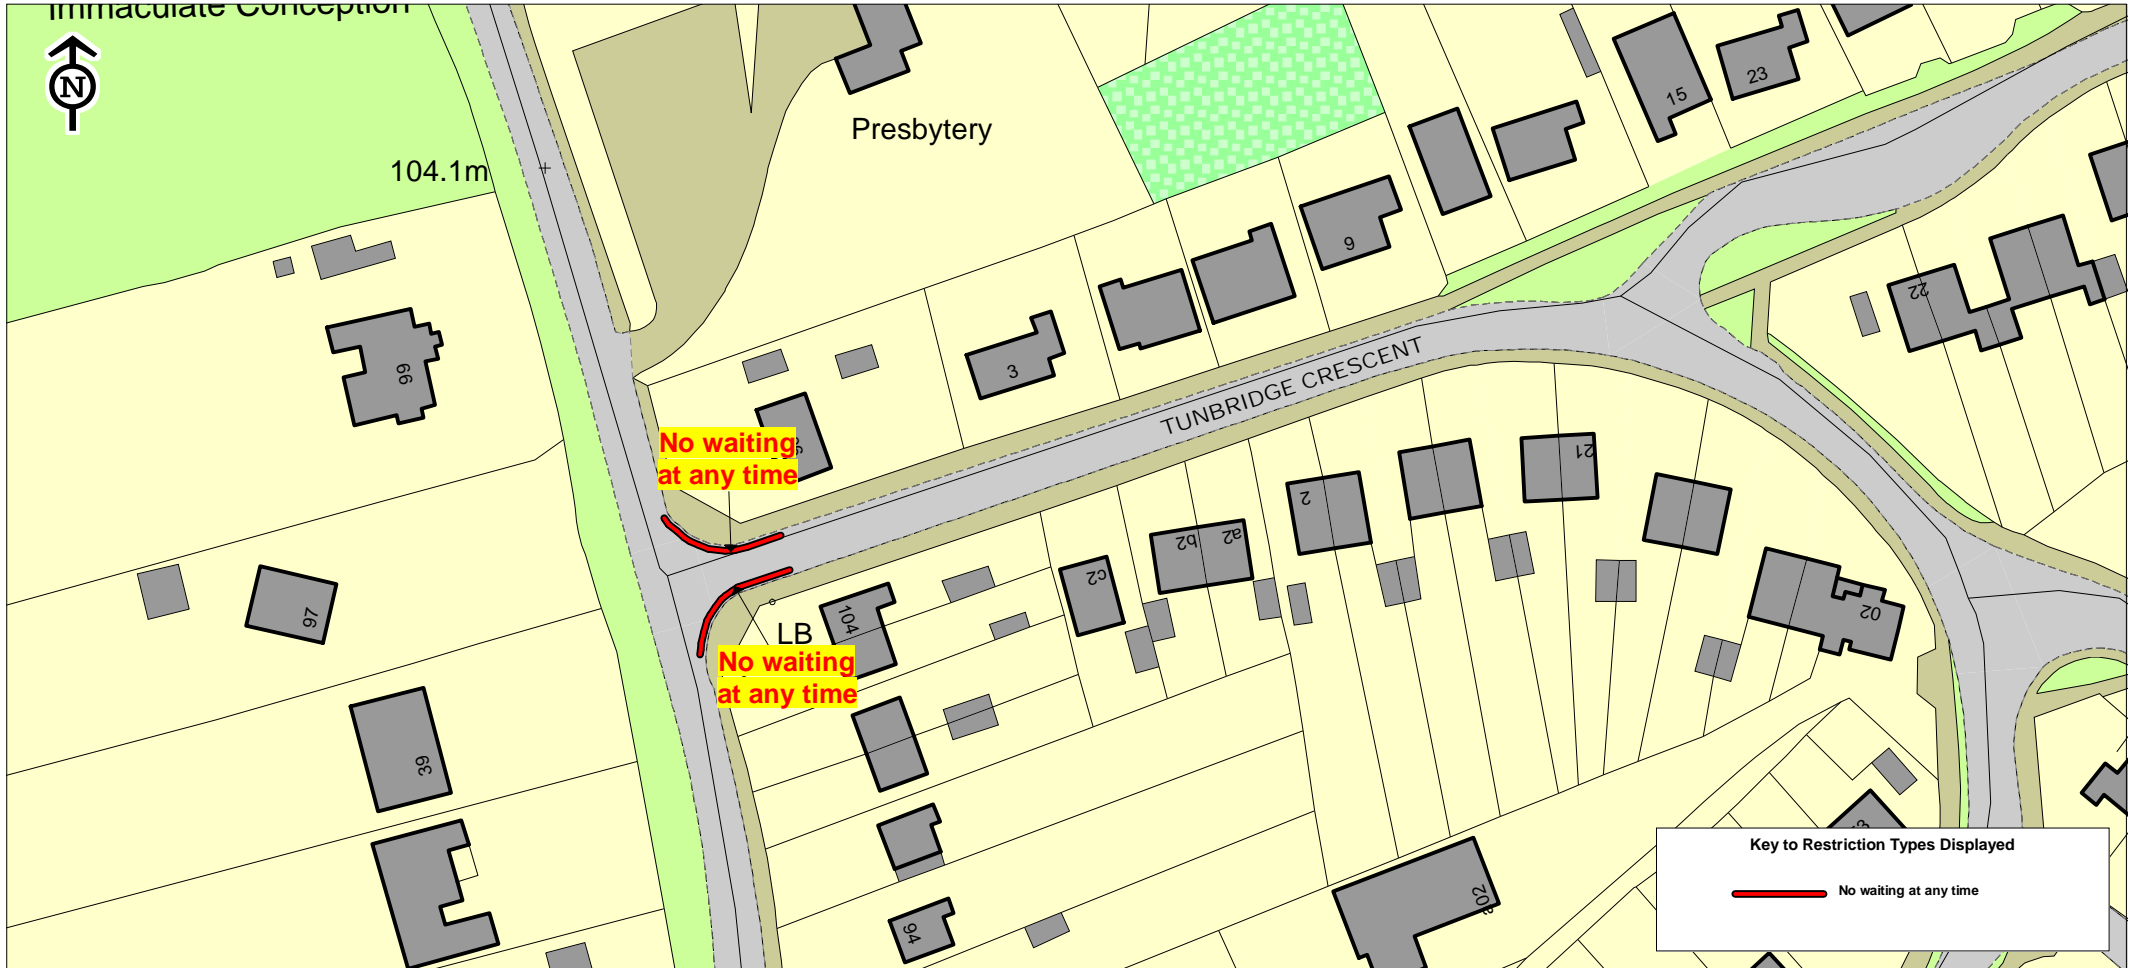 Immaculate Conception
N
104.1m
Presbytery
15
23
9
3
99
22
TUNBRIDGE CRESCENT
No waiting
at any time
21
2
2b
2a
2c
20
97
104
LB
No waiting
at any time
39
94
Key to Restriction Types Displayed
No waiting at any time